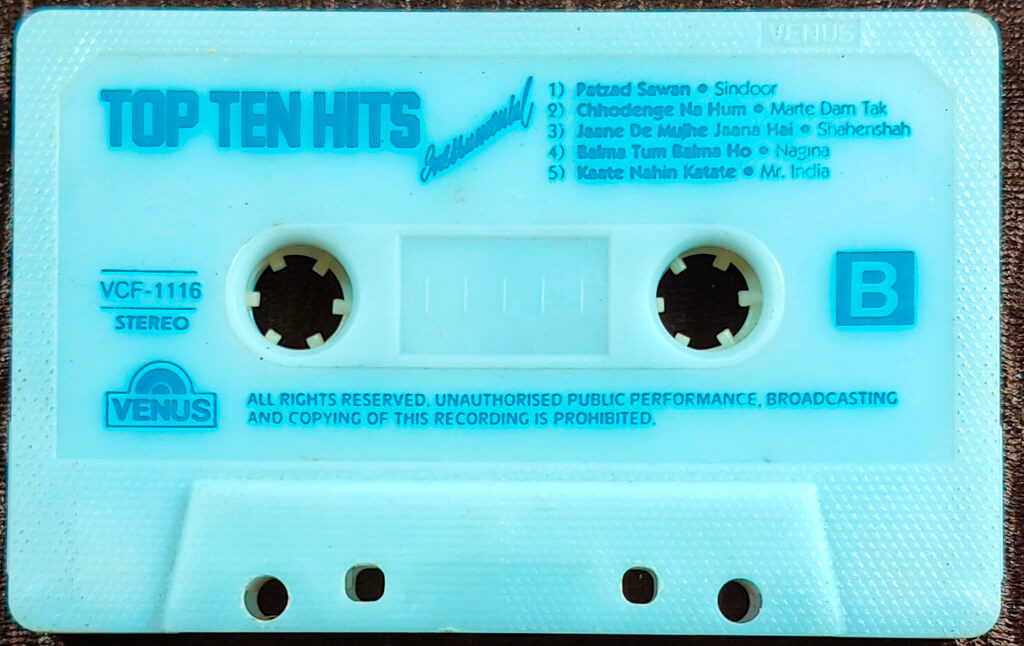 VENUS
TOP TEN HITS
Instrumental
1) Patzad Sawan • Sindoor
2) Chhodenge Na Hum • Marte Dam Tak
3) Jaane De Mujhe Jaana Hai • Shahenshah
4) Balma Tum Balma Ho • Nagina
5) Kaate Nahin Katate • Mr. India
VCF-1116
STEREO
B
VENUS
ALL RIGHTS RESERVED. UNAUTHORISED PUBLIC PERFORMANCE, BROADCASTING
AND COPYING OF THIS RECORDING IS PROHIBITED.